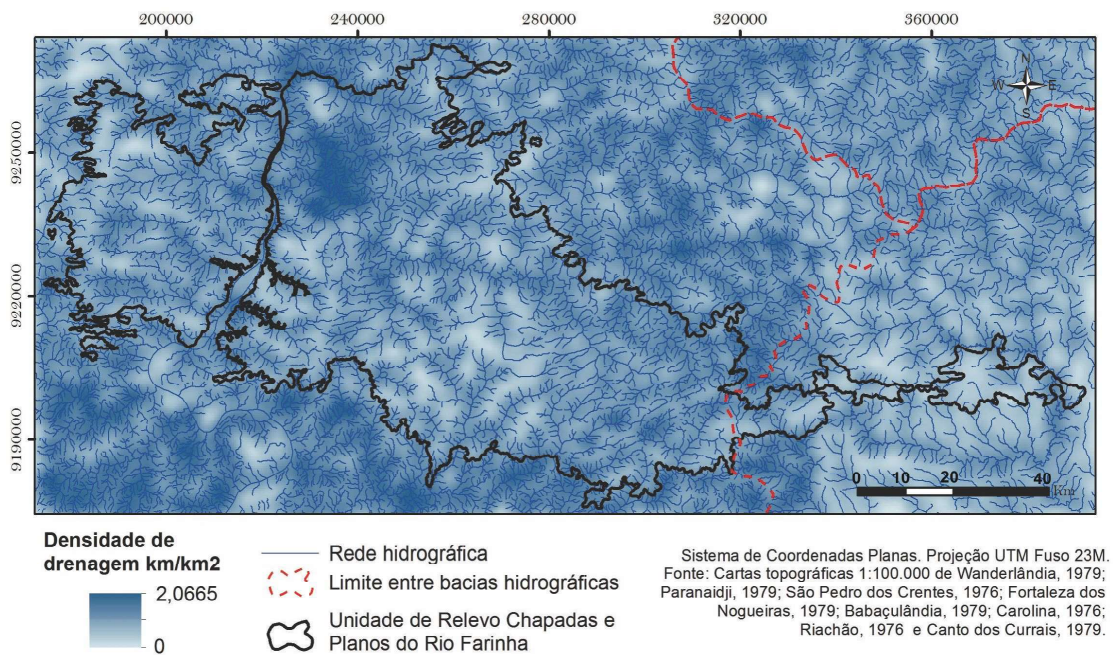 200000 240000 280000 320000 360000
N
W E
S
9250000
9220000
9190000
0 10 20 40
Km
Densidade de
drenagem km/km2
2,0665
0
Rede hidrográfica
Limite entre bacias hidrográficas
Unidade de Relevo Chapadas e
Planos do Rio Farinha
Sistema de Coordenadas Planas. Projeção UTM Fuso 23M.
Fonte: Cartas topográficas 1:100.000 de Wanderlândia, 1979;
Paranaidji, 1979; São Pedro dos Crentes, 1976; Fortaleza dos
Nogueiras, 1979; Babaçulândia, 1979; Carolina, 1976;
Riachão, 1976 e Canto dos Currais, 1979.